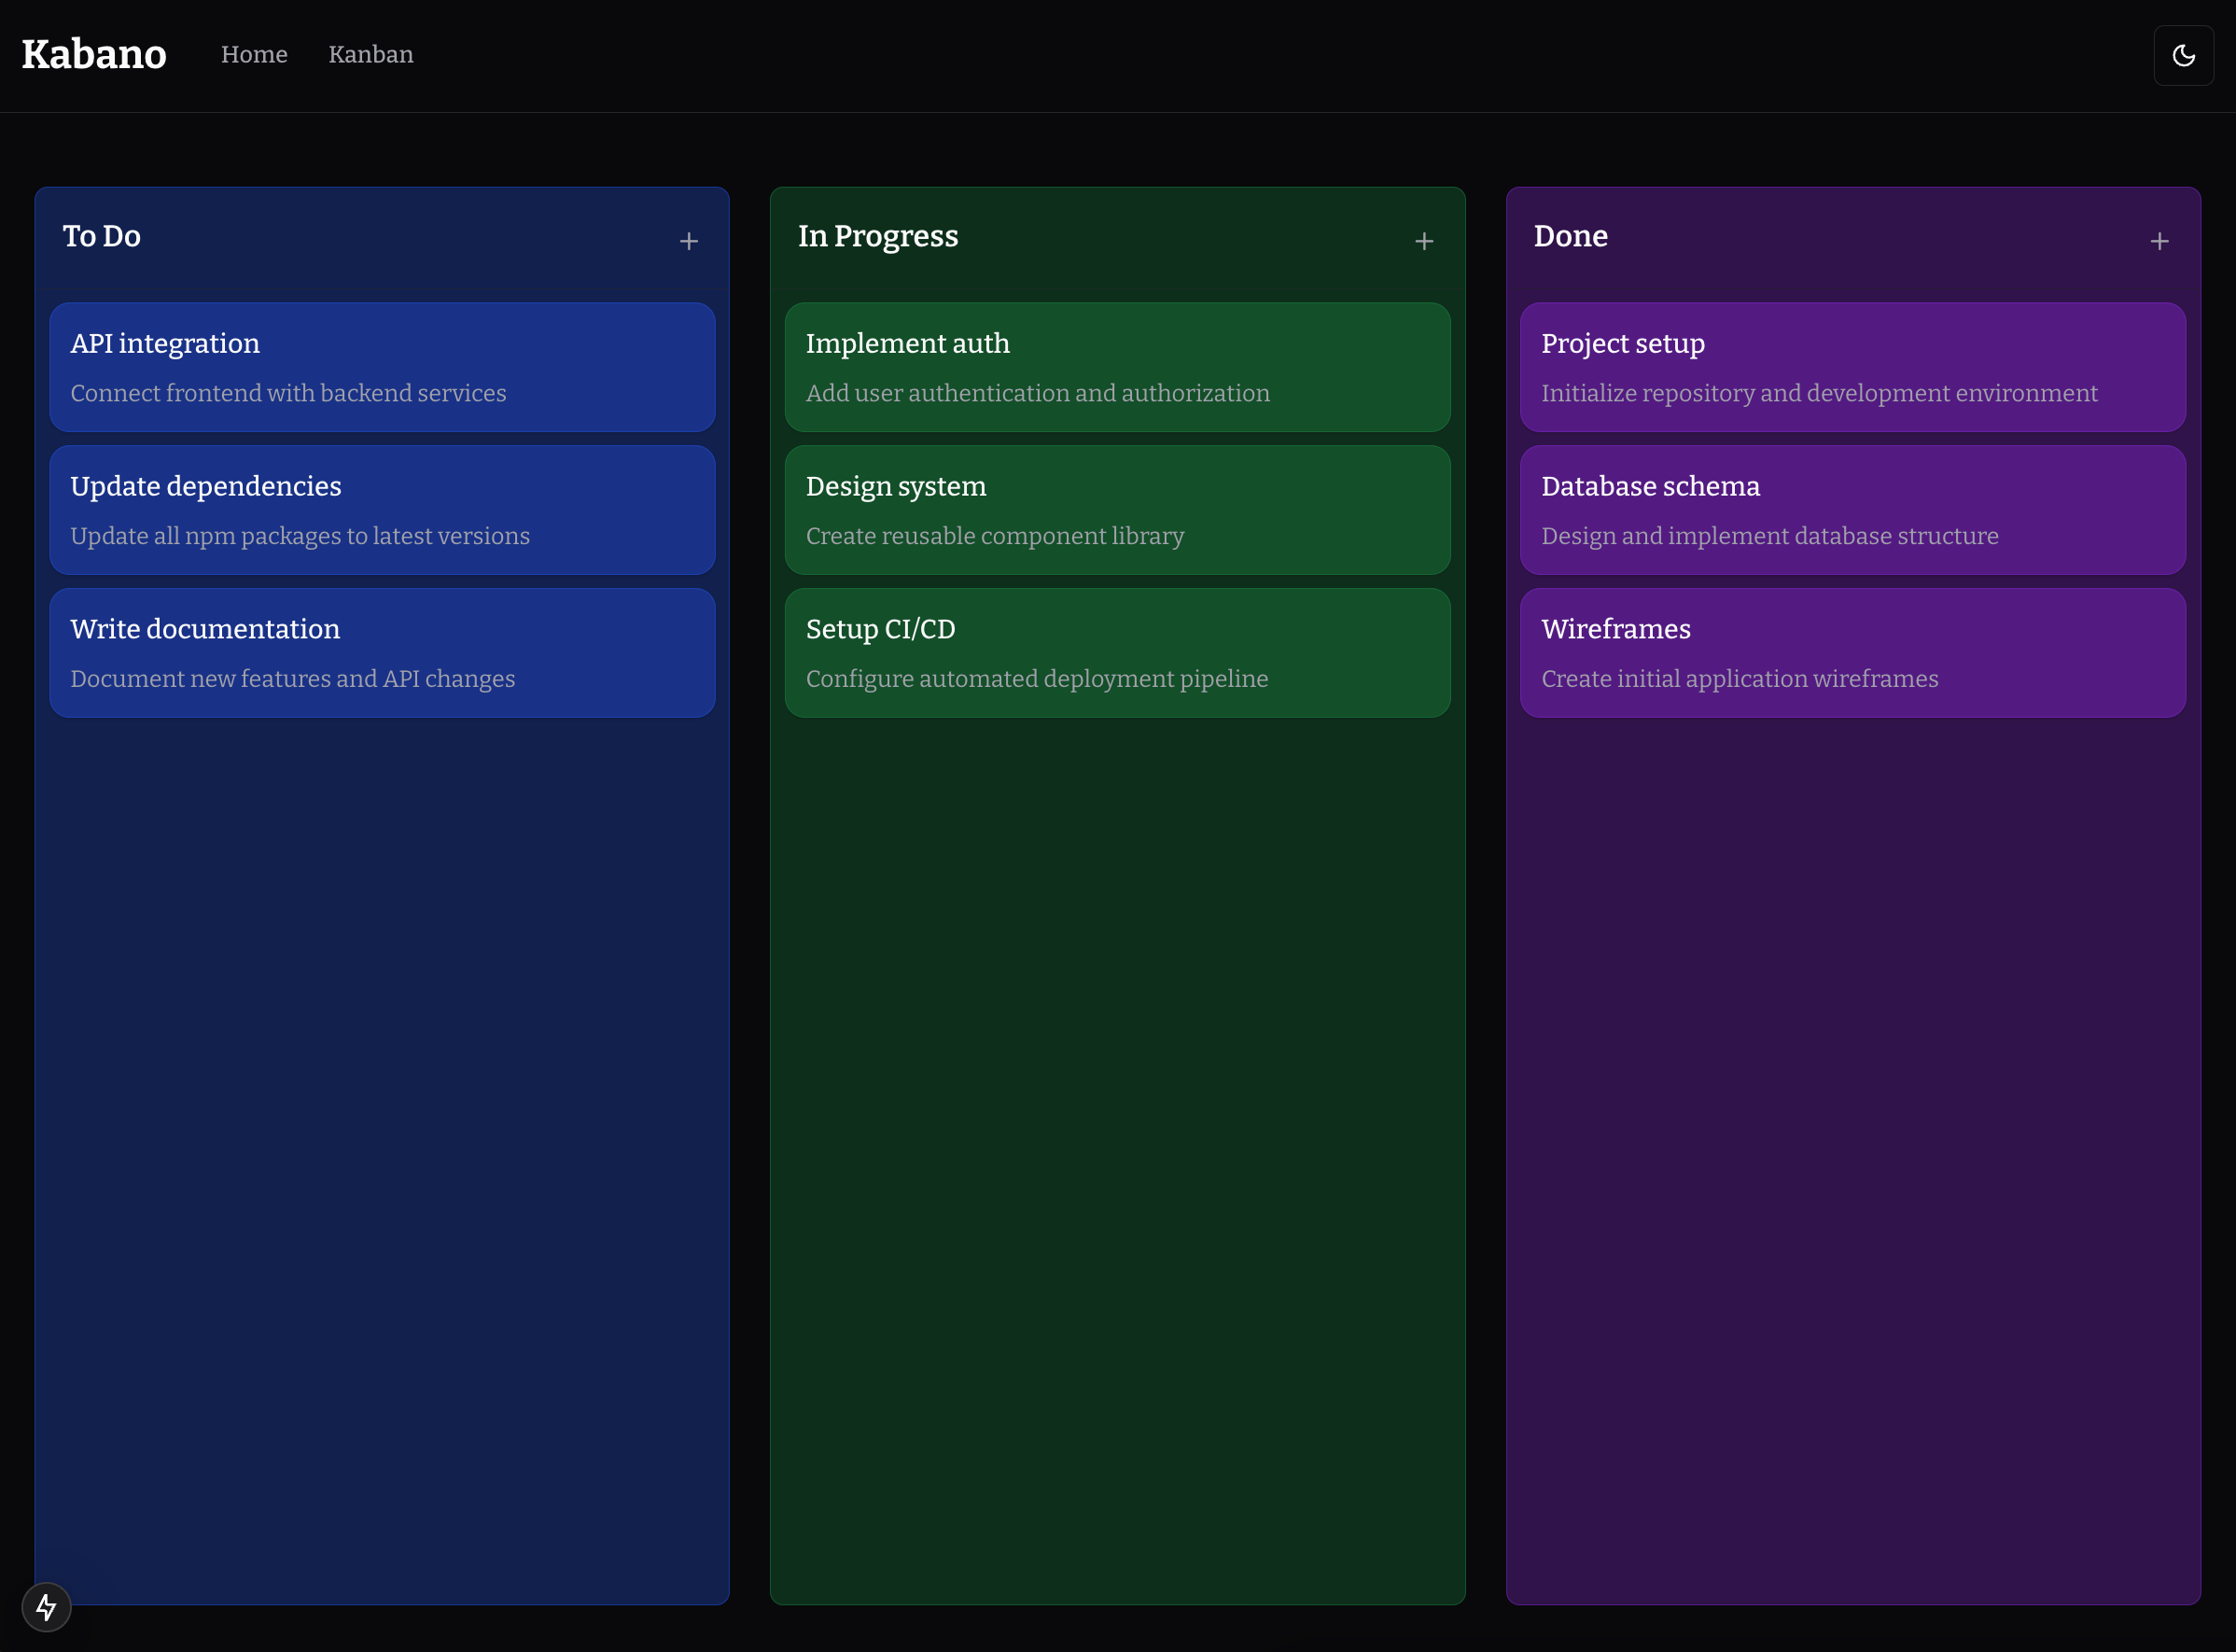 Kabano
Home
Kanban
To Do
API integration
Connect frontend with backend services
Update dependencies
Update all npm packages to latest versions
Write documentation
Document new features and API changes
In Progress
Implement auth
Add user authentication and authorization
Design system
Create reusable component library
Setup CI/CD
Configure automated deployment pipeline
Done
Project setup
Initialize repository and development environment
Database schema
Design and implement database structure
Wireframes
Create initial application wireframes